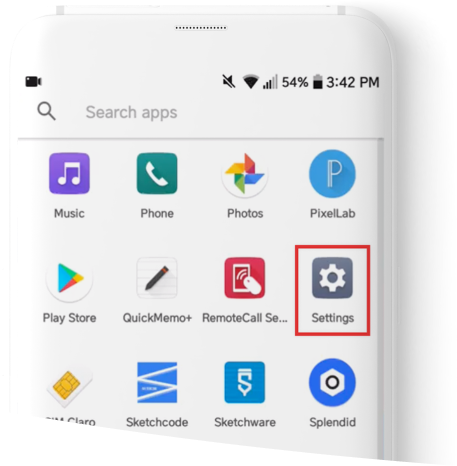 54% 3:42 PM
Search apps
Music Phone Photos PixelLab
Play Store QuickMemo+ RemoteCall Se... Settings
SIM Claro Sketchcode Sketchware Splendid